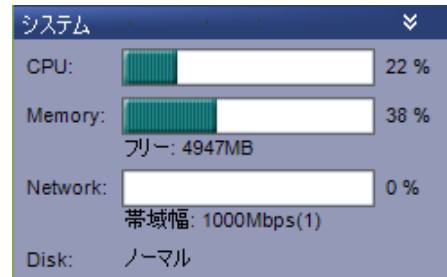 システム
CPU: 22 %
Memory: 38 %
フリー: 4947MB
Network: 0 %
帯域幅: 1000Mbps(1)
Disk: ノーマル